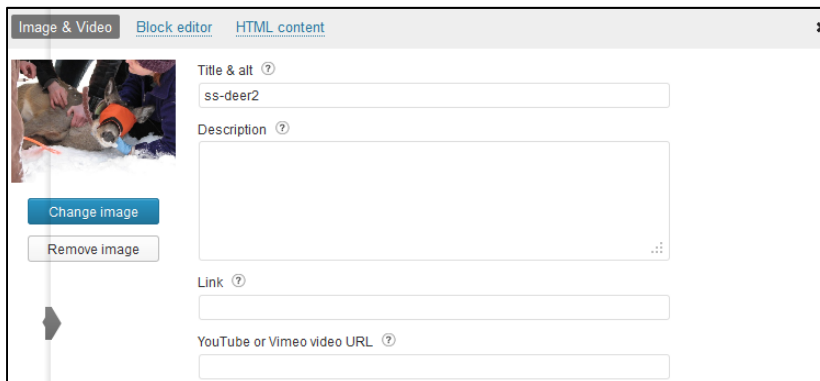 Image & Video Block editor HTML content
Title & alt ?
ss-deer2
Description ?
Change image
Remove image
Link ?
YouTube or Vimeo video URL ?